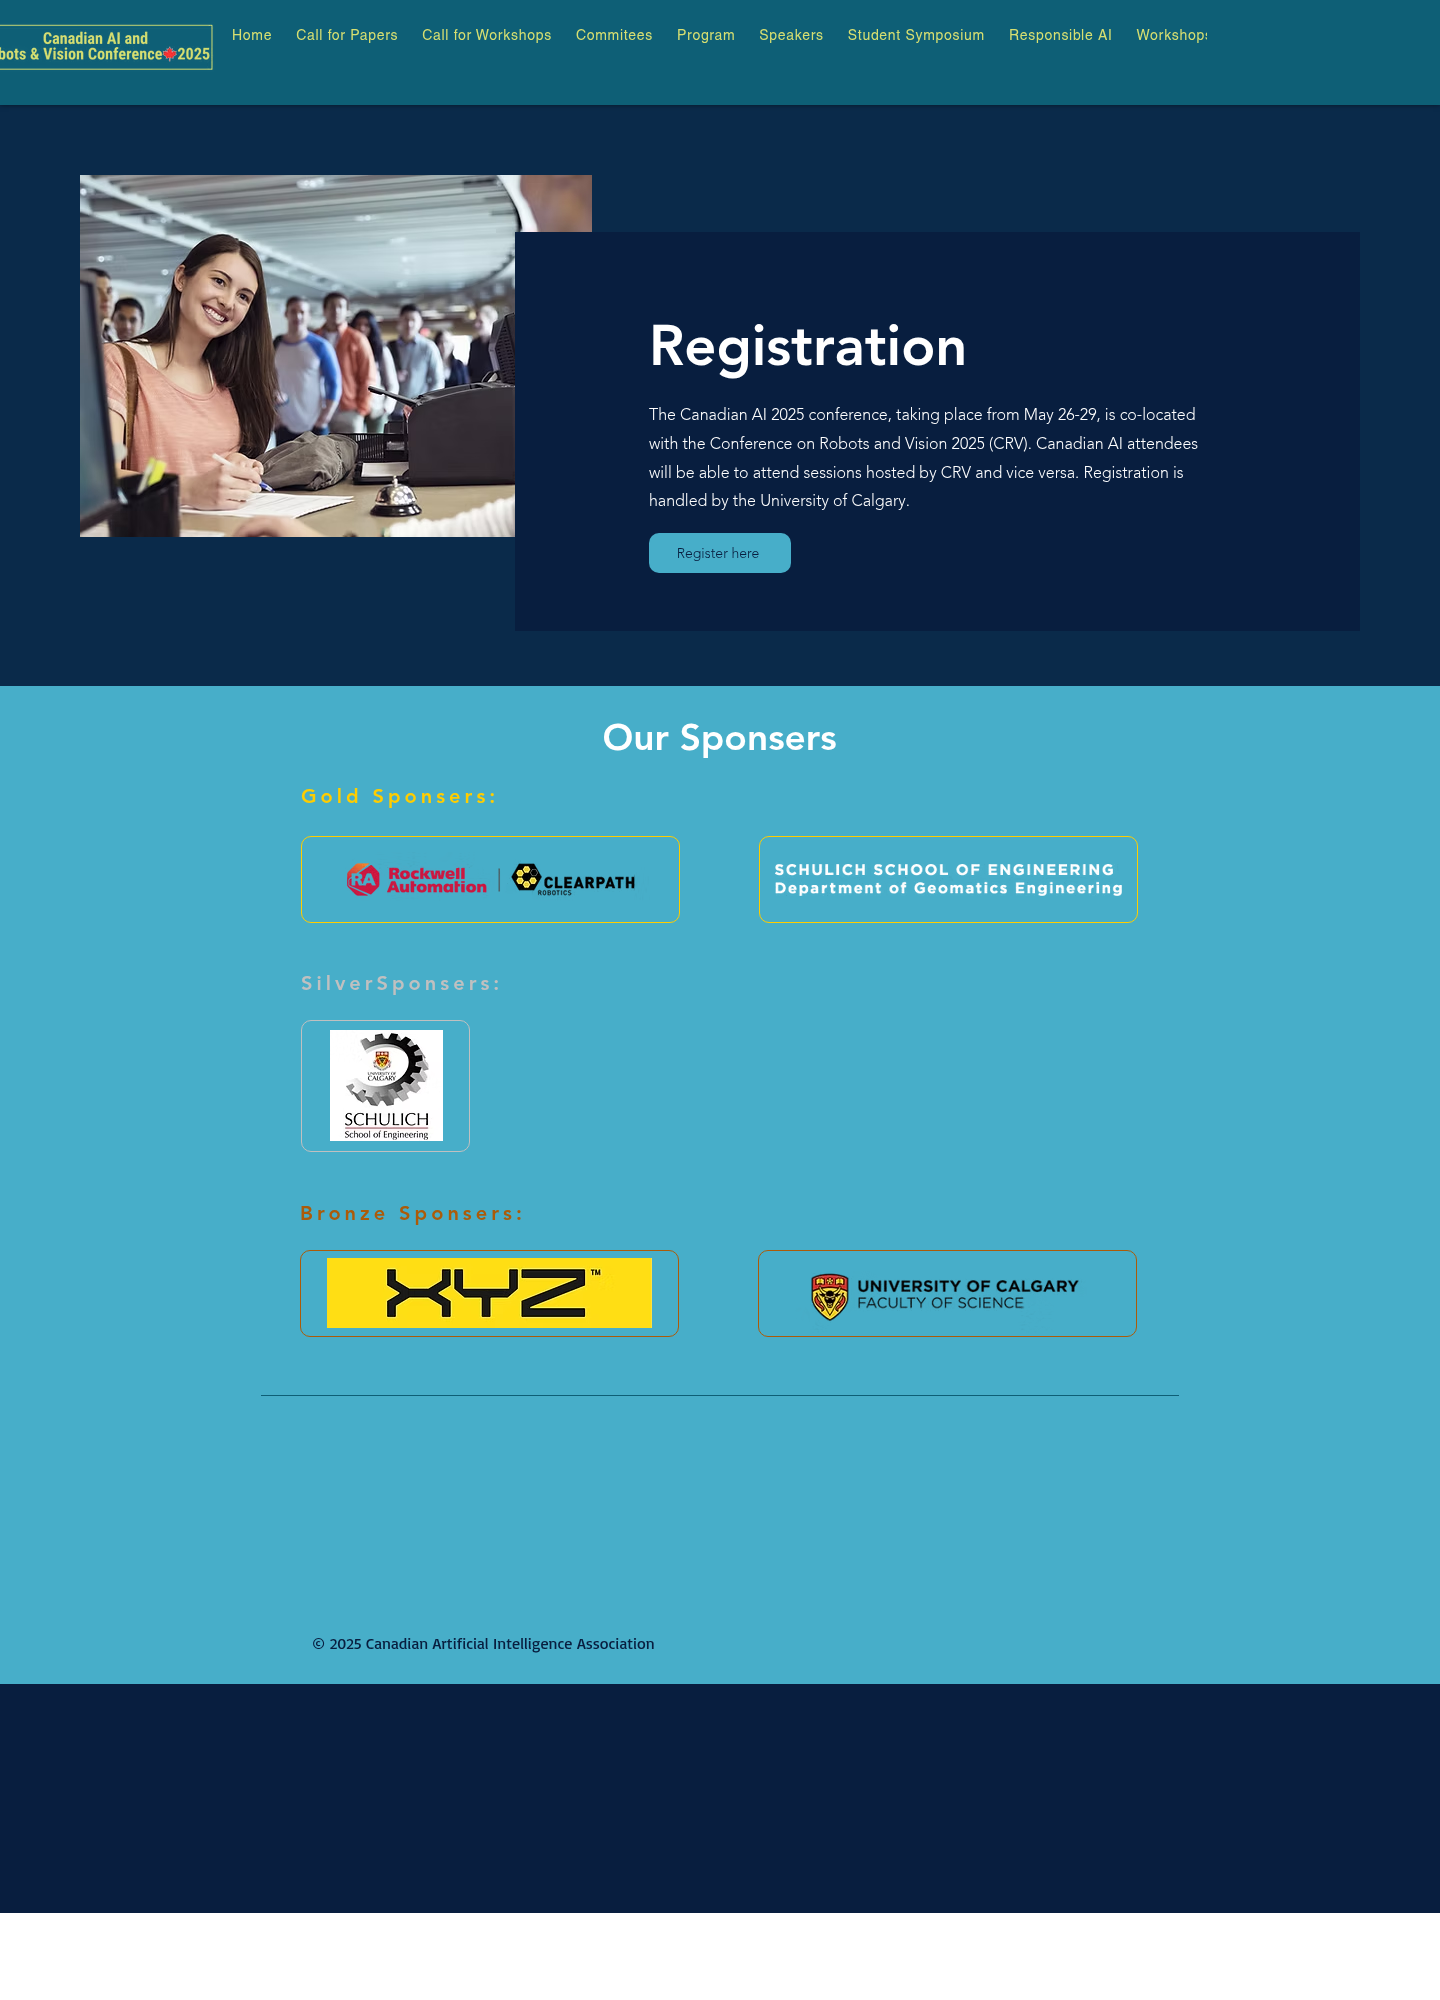 Canadian AI and
bots & Vision Conference 2025
Home Call for Papers Call for Workshops Commitees Program Speakers Student Symposium Responsible AI Workshops
Registration
The Canadian AI 2025 conference, taking place from May 26-29, is co-located
with the Conference on Robots and Vision 2025 (CRV). Canadian AI attendees
will be able to attend sessions hosted by CRV and vice versa. Registration is
handled by the University of Calgary.
Register here
Our Sponsers
Gold Sponsers:
RA Rockwell
Automation
CLEARPATH
ROBOTICS
SCHULICH SCHOOL OF ENGINEERING
Department of Geomatics Engineering
SilverSponsers:
UNIVERSITY OF
CALGARY
SCHULICH
School of Engineering
Bronze Sponsers:
XYZ™
UNIVERSITY OF CALGARY
FACULTY OF SCIENCE
© 2025 Canadian Artificial Intelligence Association